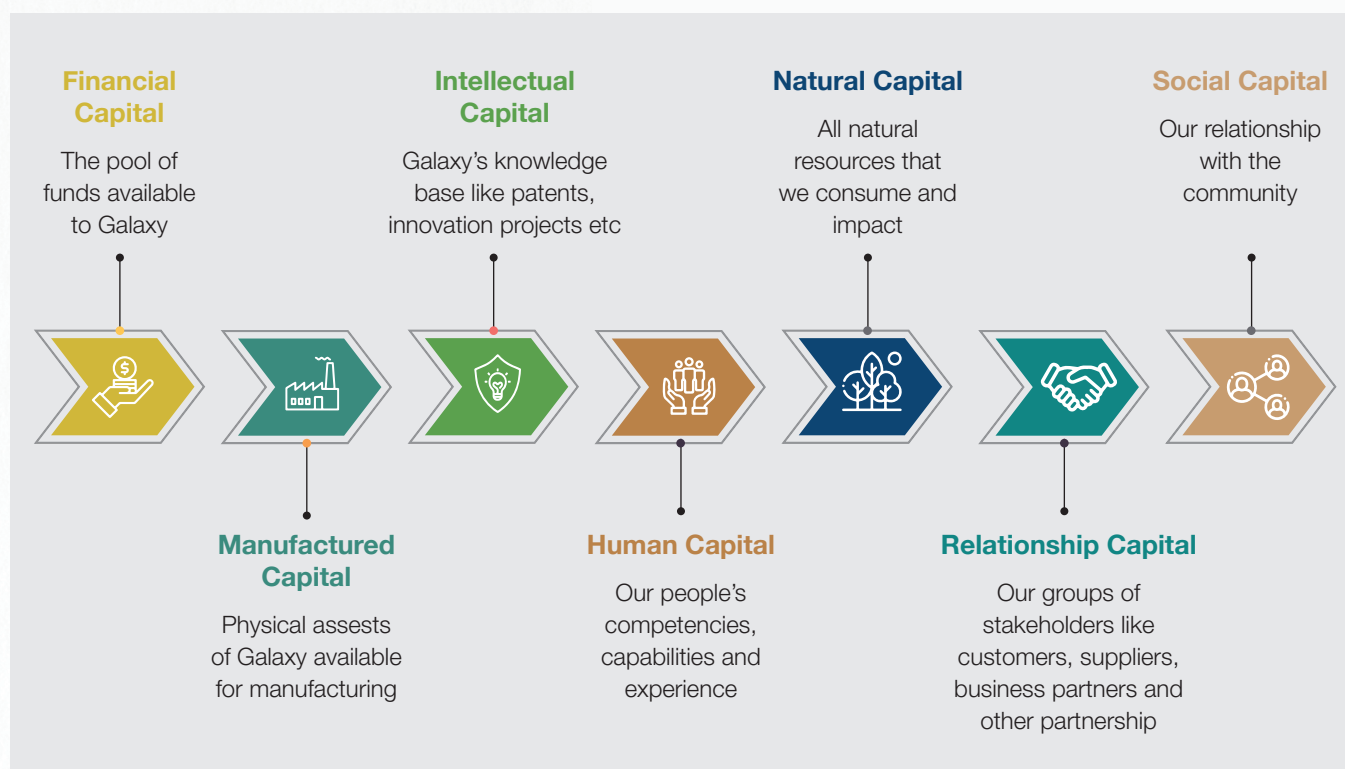 Financial
Capital
The pool of
funds available
to Galaxy
Intellectual
Capital
Galaxy’s knowledge
base like patents,
innovation projects etc
Natural Capital
All natural
resources that
we consume and
impact
Social Capital
Our relationship
with the
community
$
Manufactured
Capital
Physical assests
of Galaxy available
for manufacturing
Human Capital
Our people’s
competencies,
capabilities and
experience
Relationship Capital
Our groups of
stakeholders like
customers, suppliers,
business partners and
other partnership